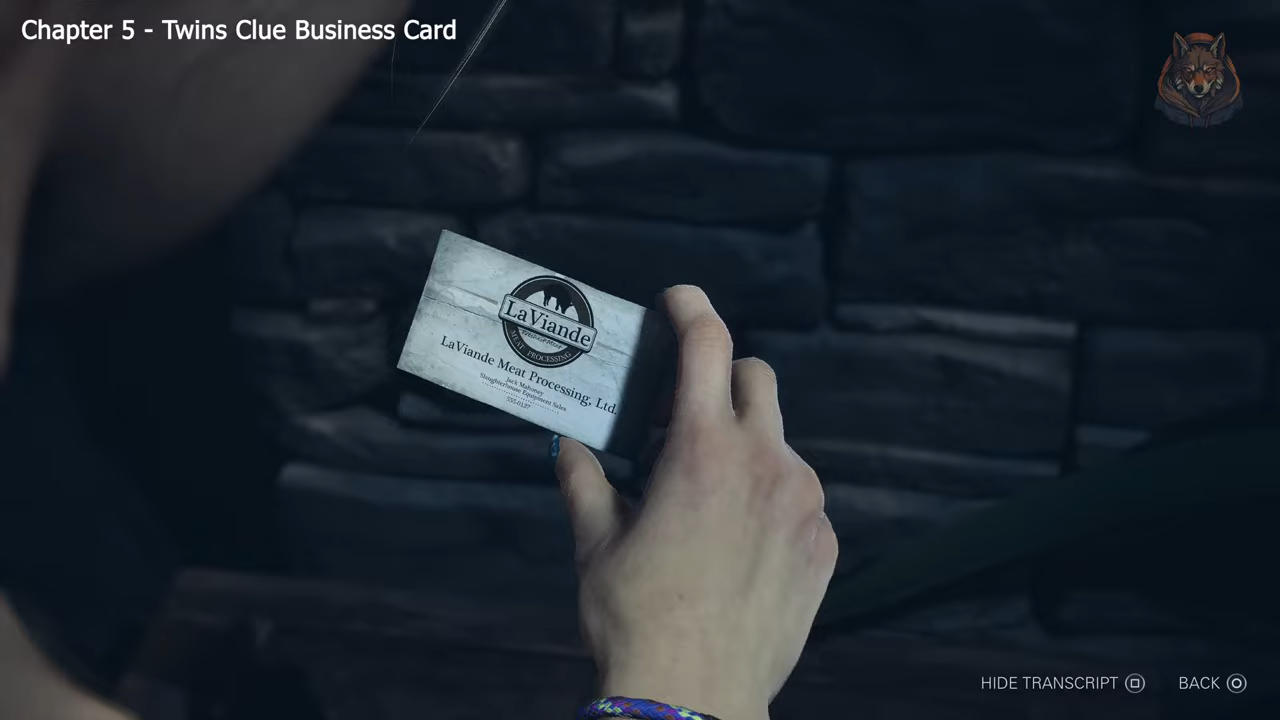 Chapter 5 - Twins Clue Business Card
LaViande
MEAT PROCESSING
LaViande Meat Processing, Ltd.
Jack Mahoney
Slaughterhouse Equipment Sales
HIDE TRANSCRIPT
BACK